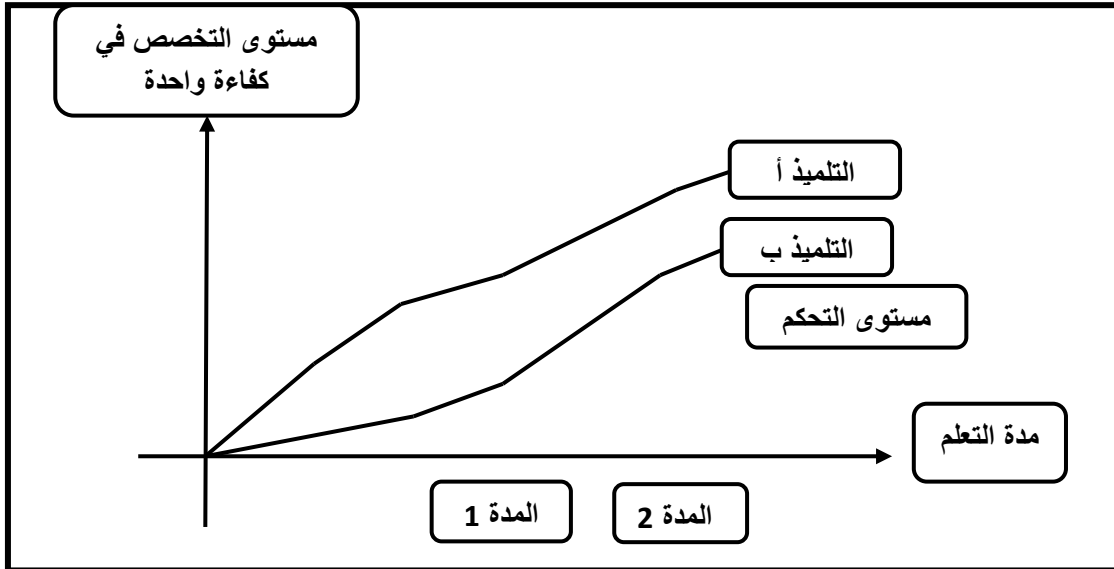 مستوى التخصص في
كفاءة واحدة
التلميذ أ
التلميذ ب
مستوى التحكم
مدة التعلم
المدة 1
المدة 2